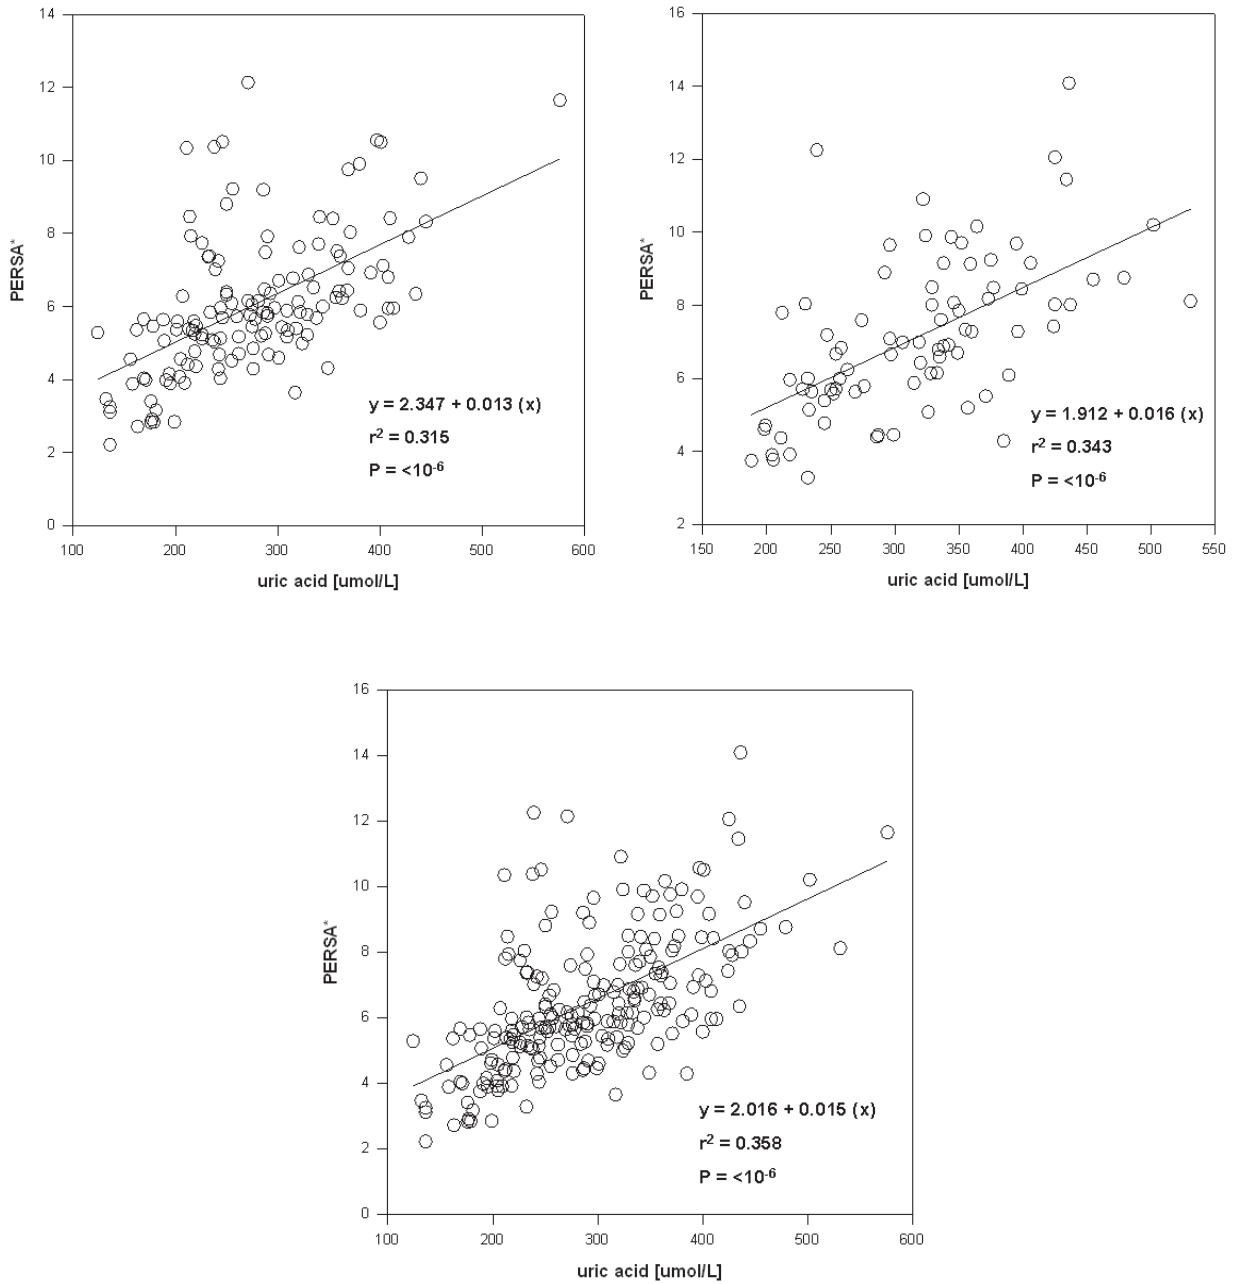 14
12
10
8
6
4
2
0
PERSA*
100 200 300 400 500 600
uric acid [umol/L]
y = 2.347 + 0.013 (x)
r² = 0.315
P = <10⁻⁶
16
14
12
10
8
6
4
2
PERSA*
150 200 250 300 350 400 450 500 550
uric acid [umol/L]
y = 1.912 + 0.016 (x)
r² = 0.343
P = <10⁻⁶
16
14
12
10
8
6
4
2
0
PERSA*
100 200 300 400 500 600
uric acid [umol/L]
y = 2.016 + 0.015 (x)
r² = 0.358
P = <10⁻⁶